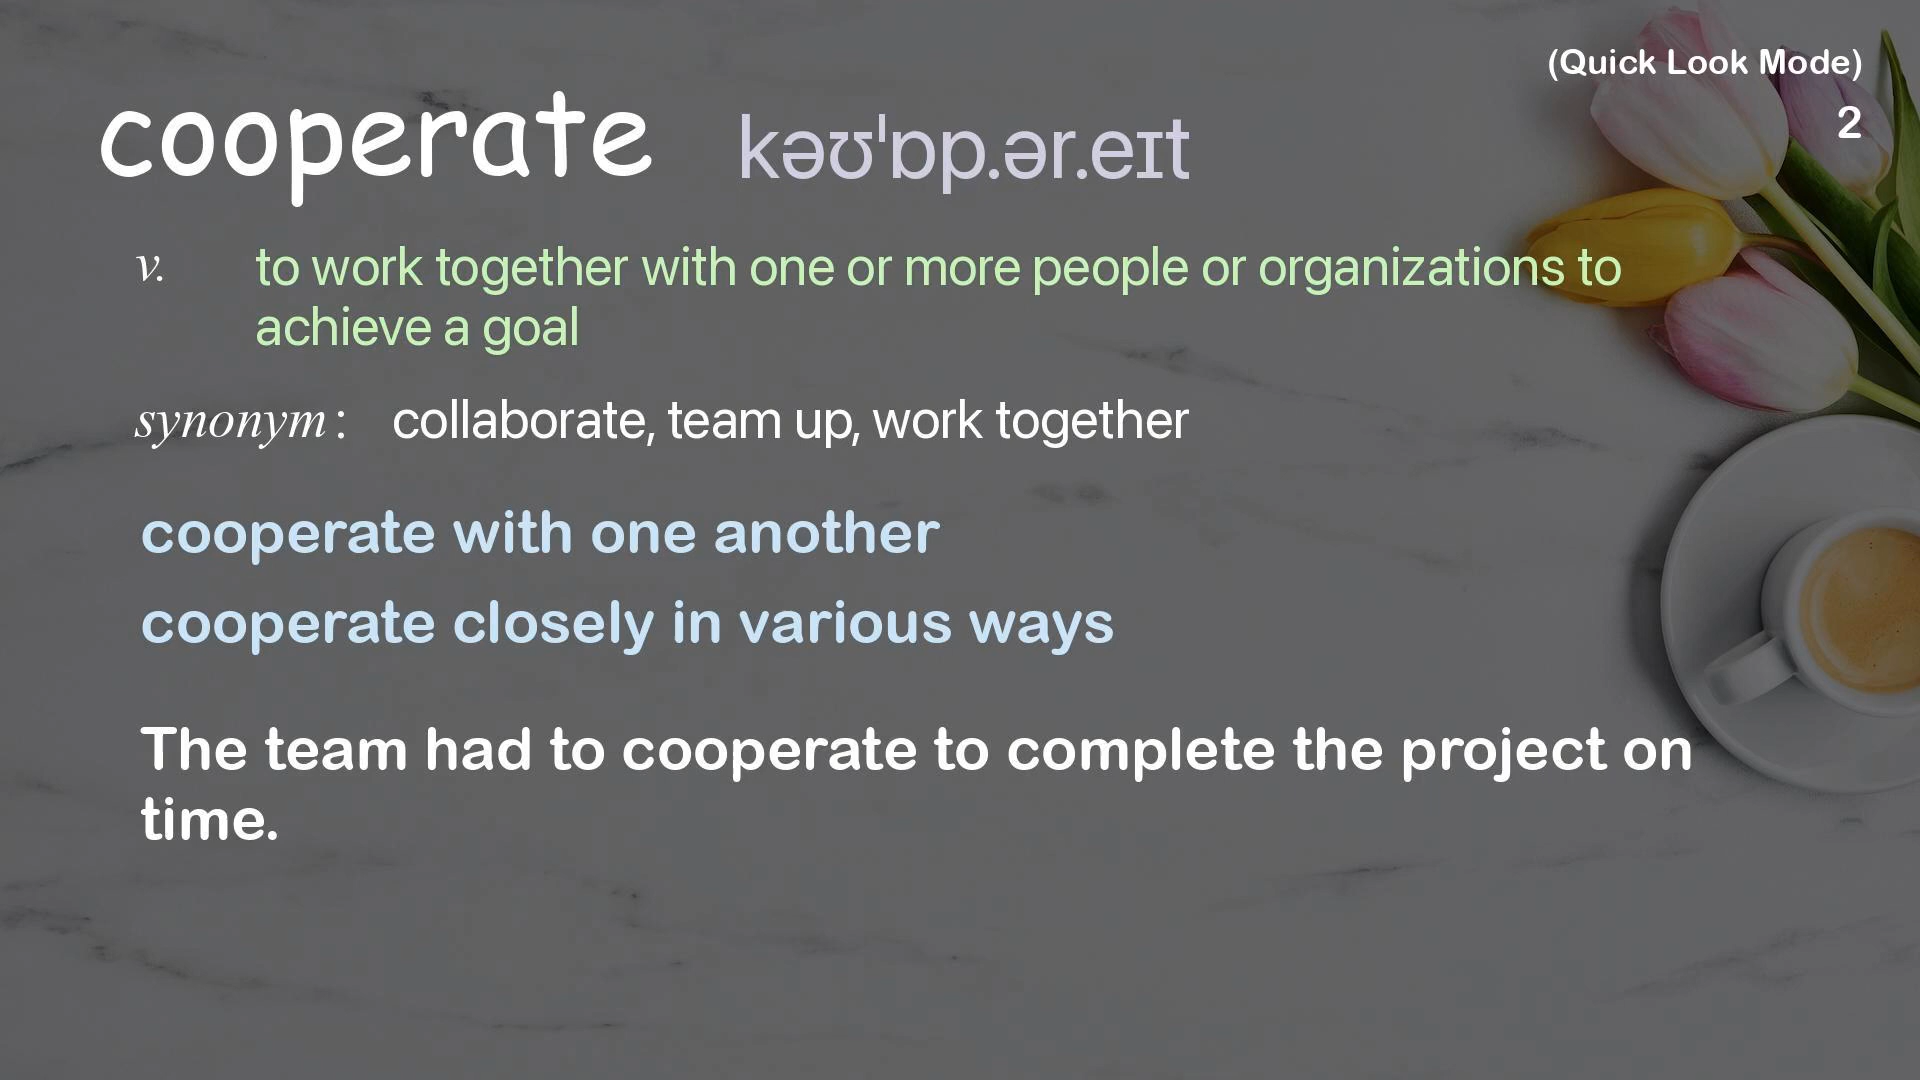 (Quick Look Mode)
2
cooperate kəʊˈɒp.ər.eɪt
v. to work together with one or more people or organizations to
achieve a goal
synonym: collaborate, team up, work together
cooperate with one another
cooperate closely in various ways
The team had to cooperate to complete the project on
time.